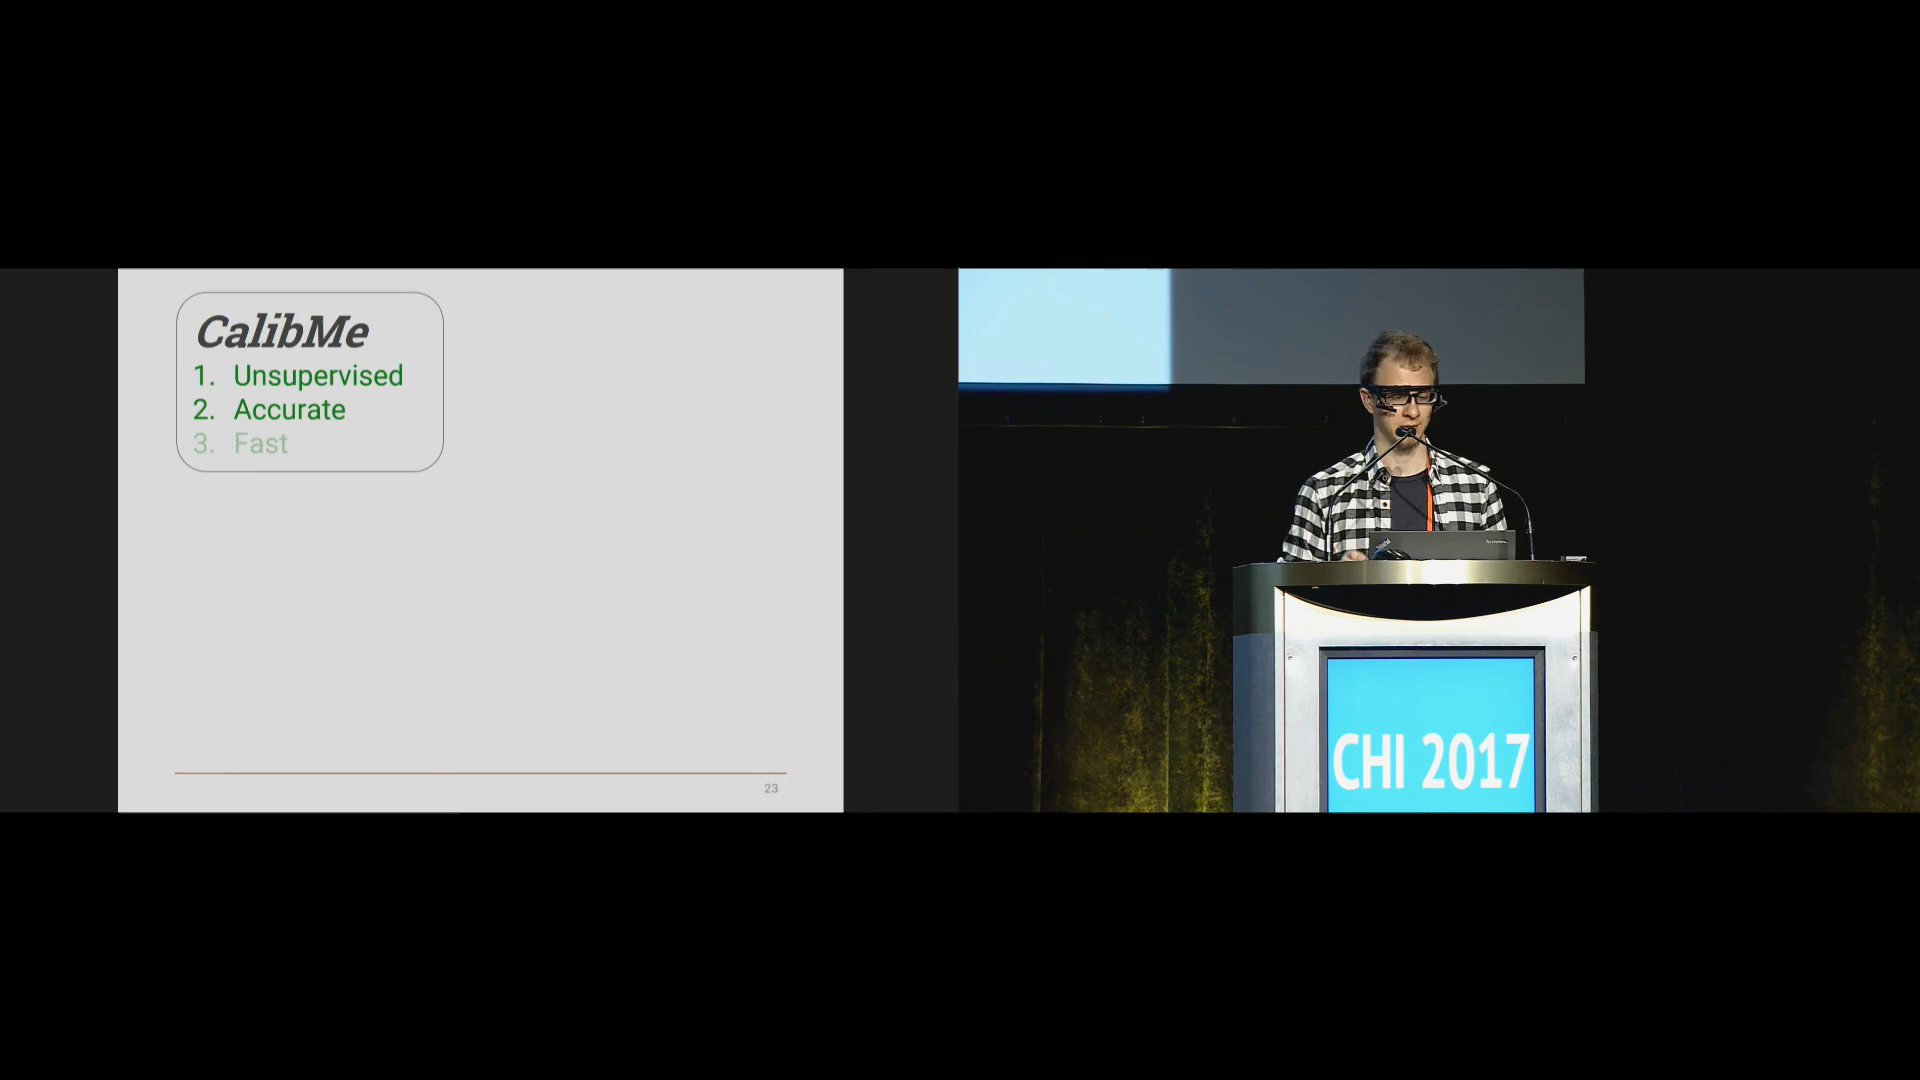 CalibMe
1. Unsupervised
2. Accurate
3. Fast
23
CHI 2017